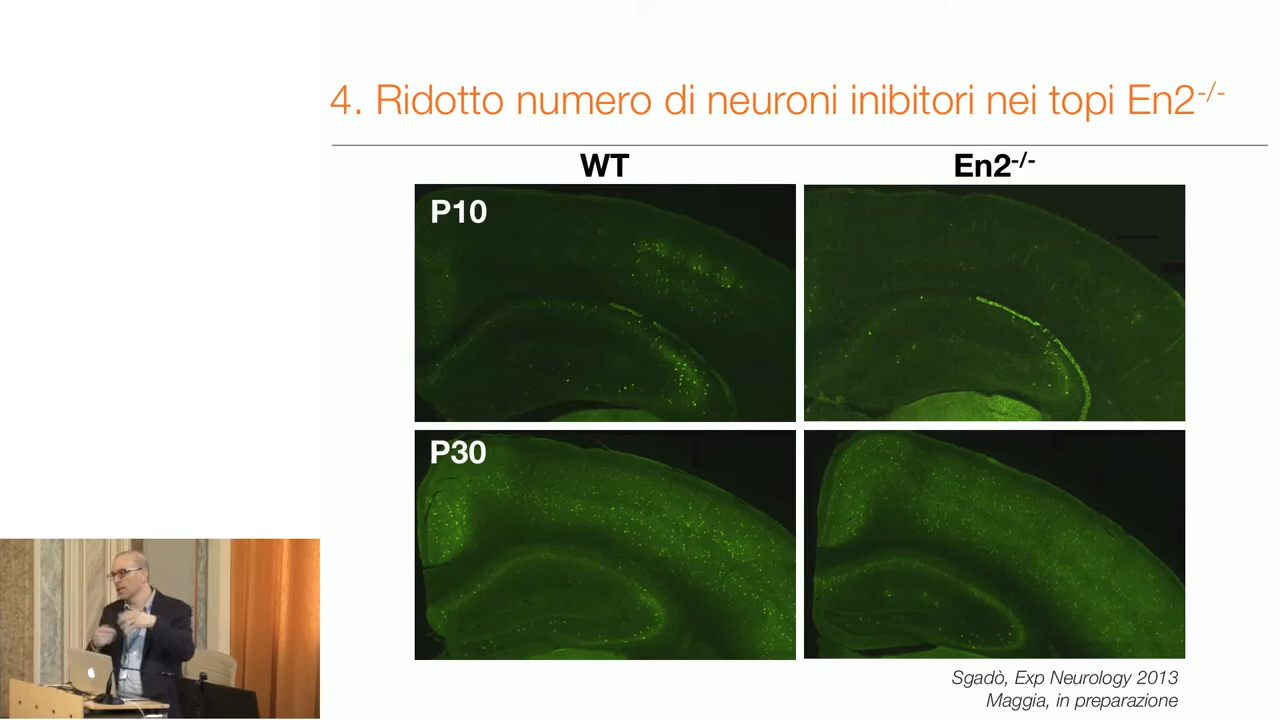 4. Ridotto numero di neuroni inibitori nei topi En2-/-
WT
En2-/-
P10
P30
Sgadò, Exp Neurology 2013
Maggia, in preparazione